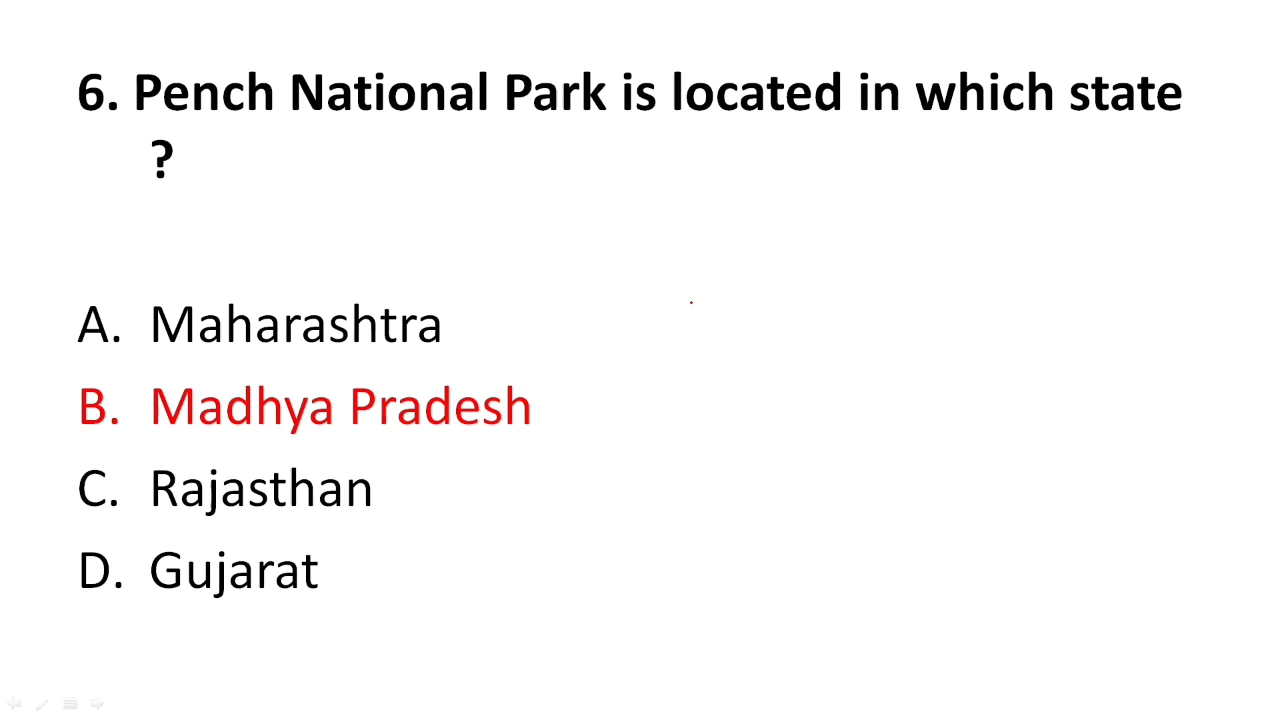 6. Pench National Park is located in which state
?
A. Maharashtra
B. Madhya Pradesh
C. Rajasthan
D. Gujarat